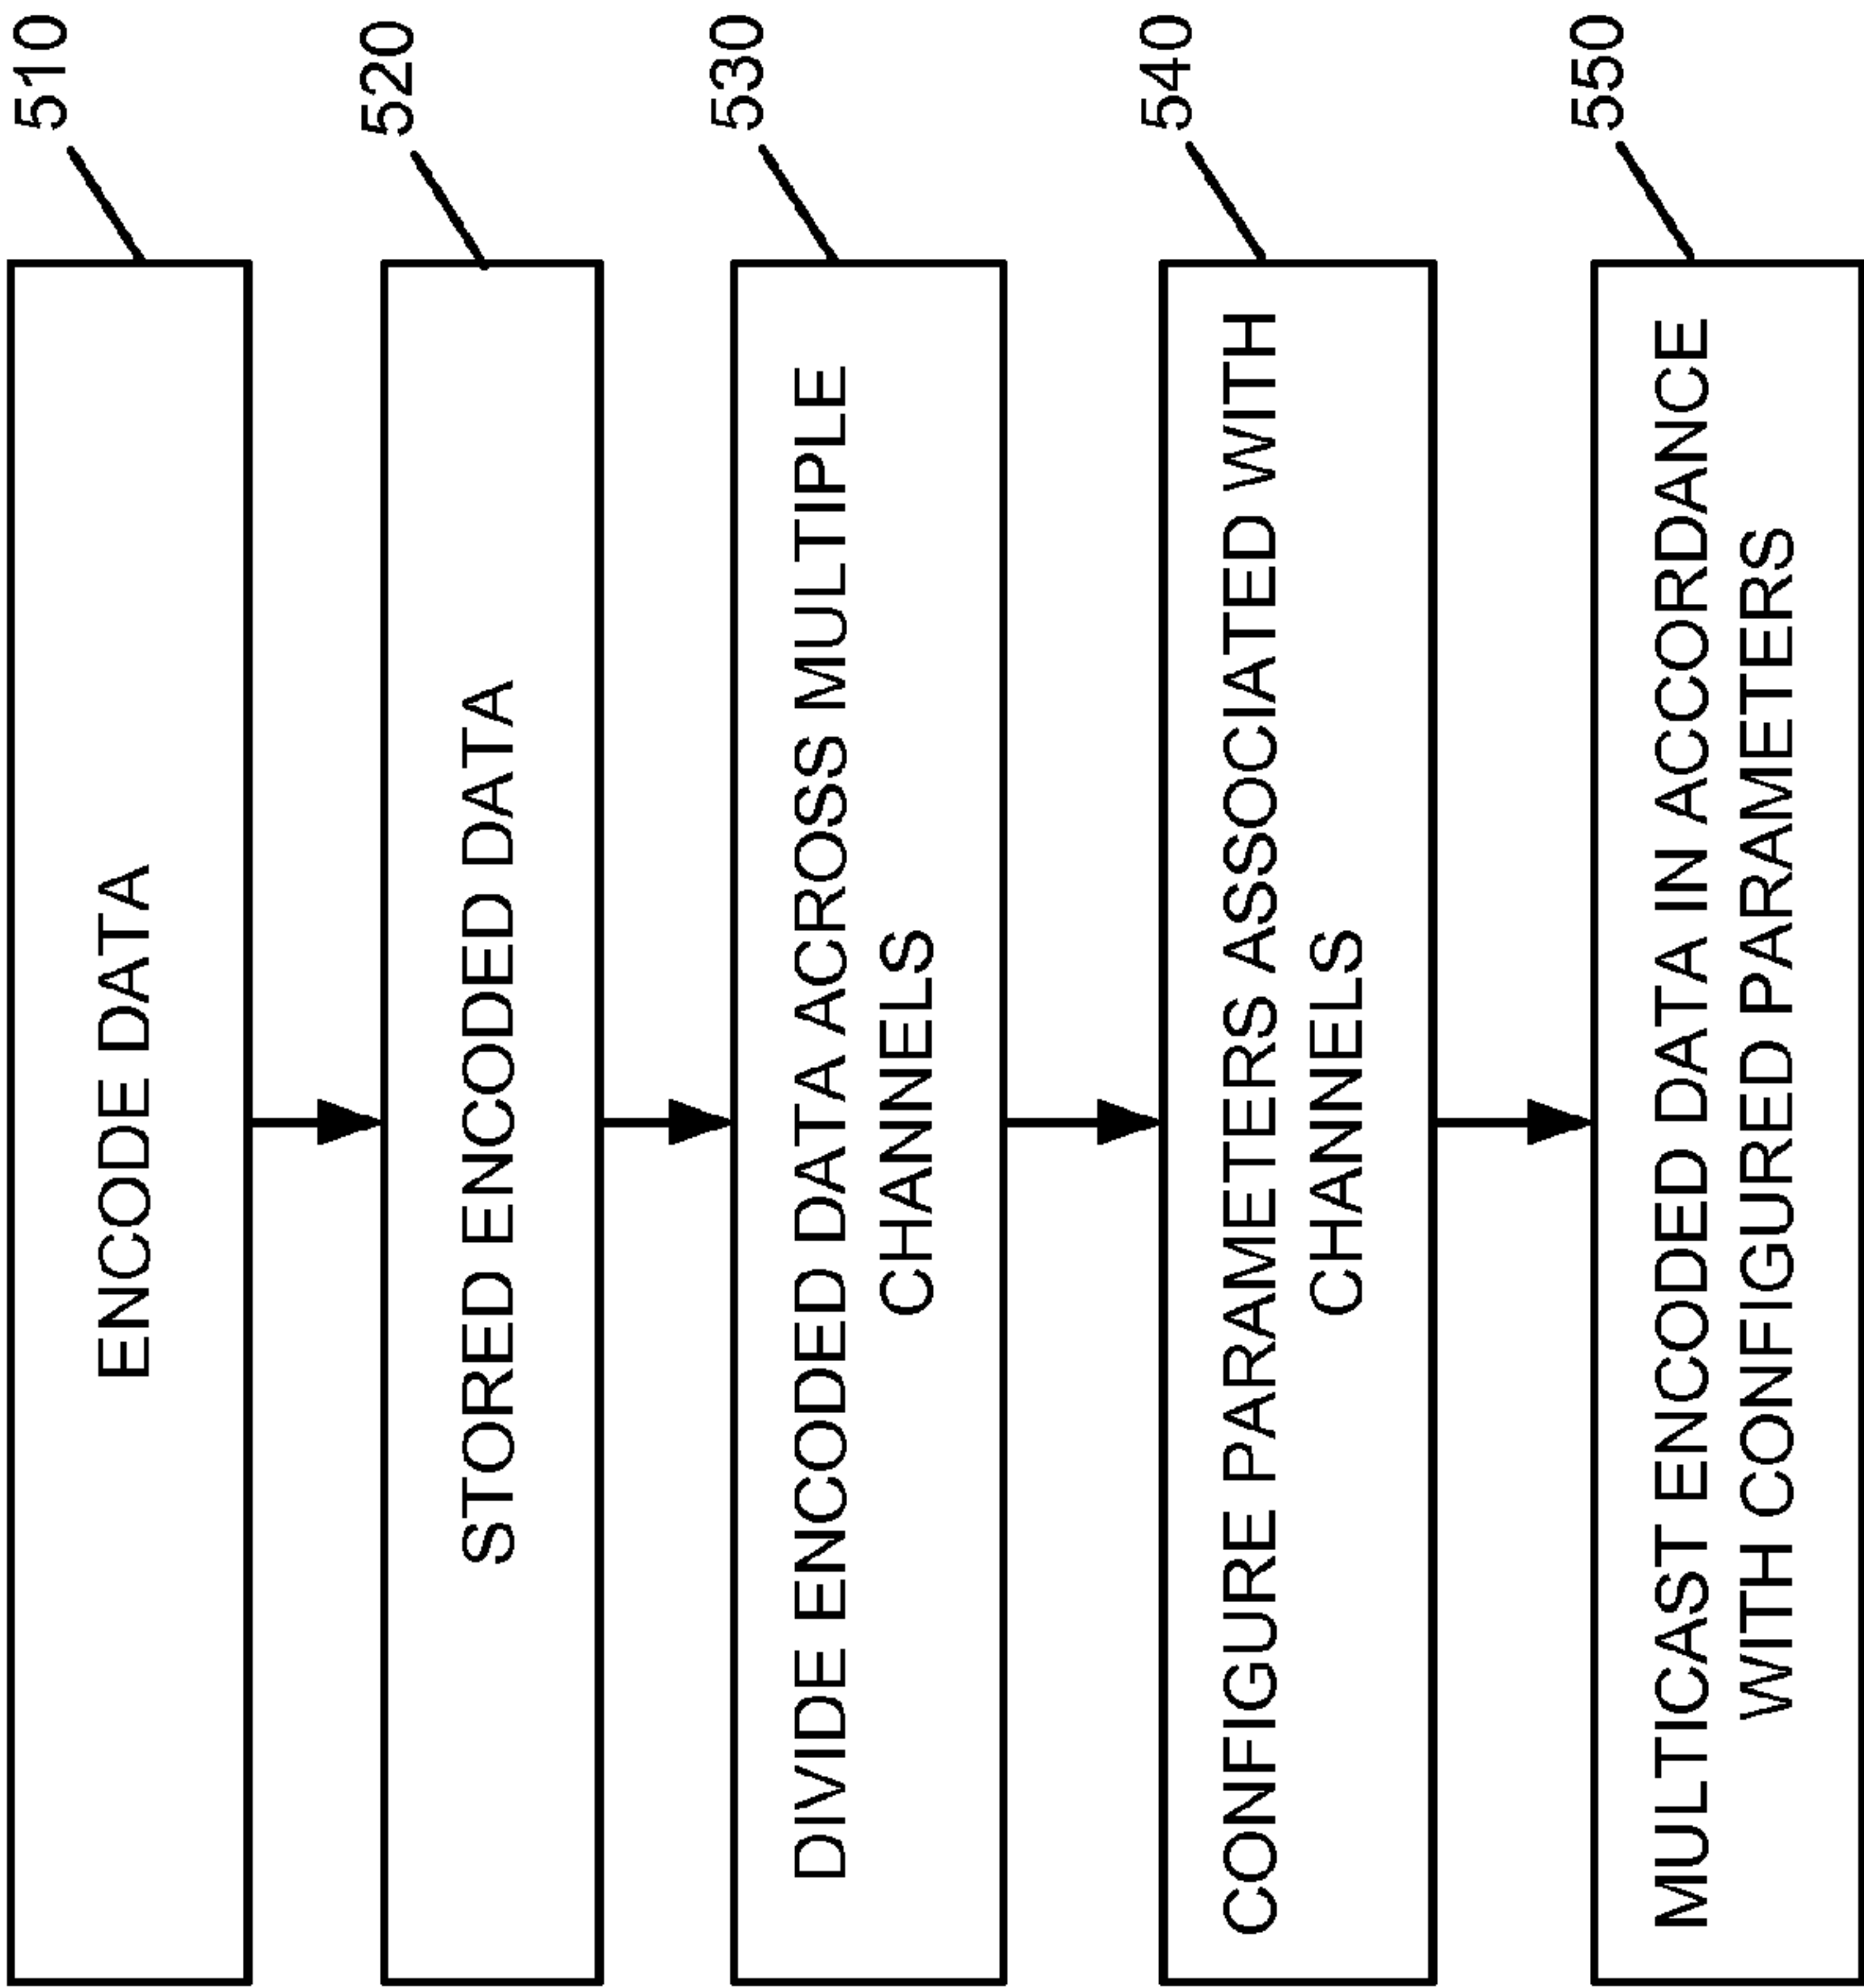 510
ENCODE DATA
520
STORED ENCODED DATA
530
DIVIDE ENCODED DATA ACROSS MULTIPLE
CHANNELS
540
CONFIGURE PARAMETERS ASSOCIATED WITH
CHANNELS
550
MULTICAST ENCODED DATA IN ACCORDANCE
WITH CONFIGURED PARAMETERS